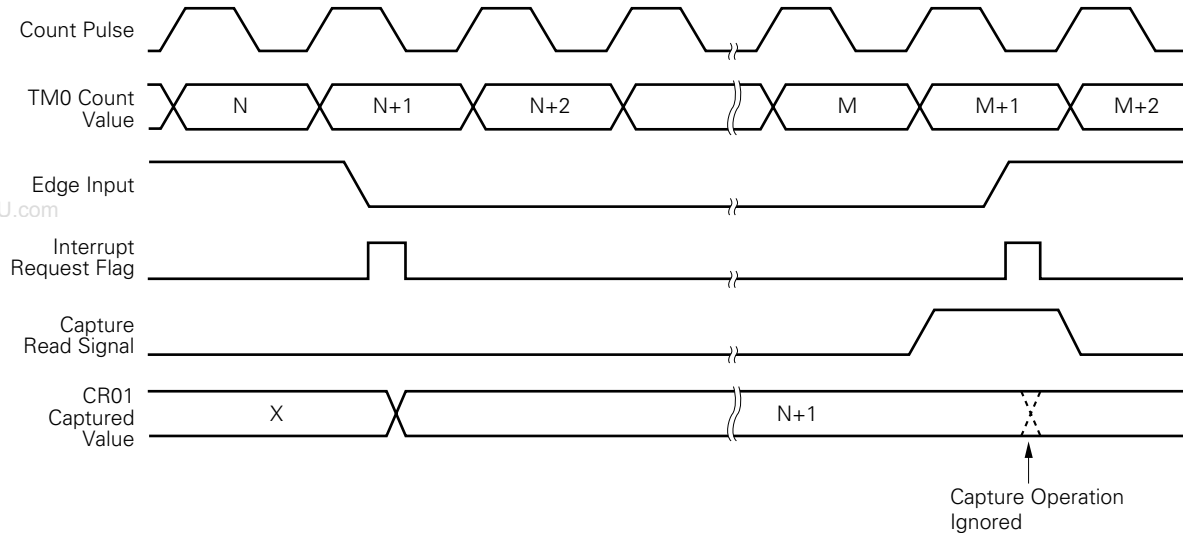 Count Pulse
TM0 Count
Value
N
N+1
N+2
M
M+1
M+2
Edge Input
U.com
Interrupt
Request Flag
Capture
Read Signal
CR01
Captured
Value
X
N+1
Capture Operation
Ignored